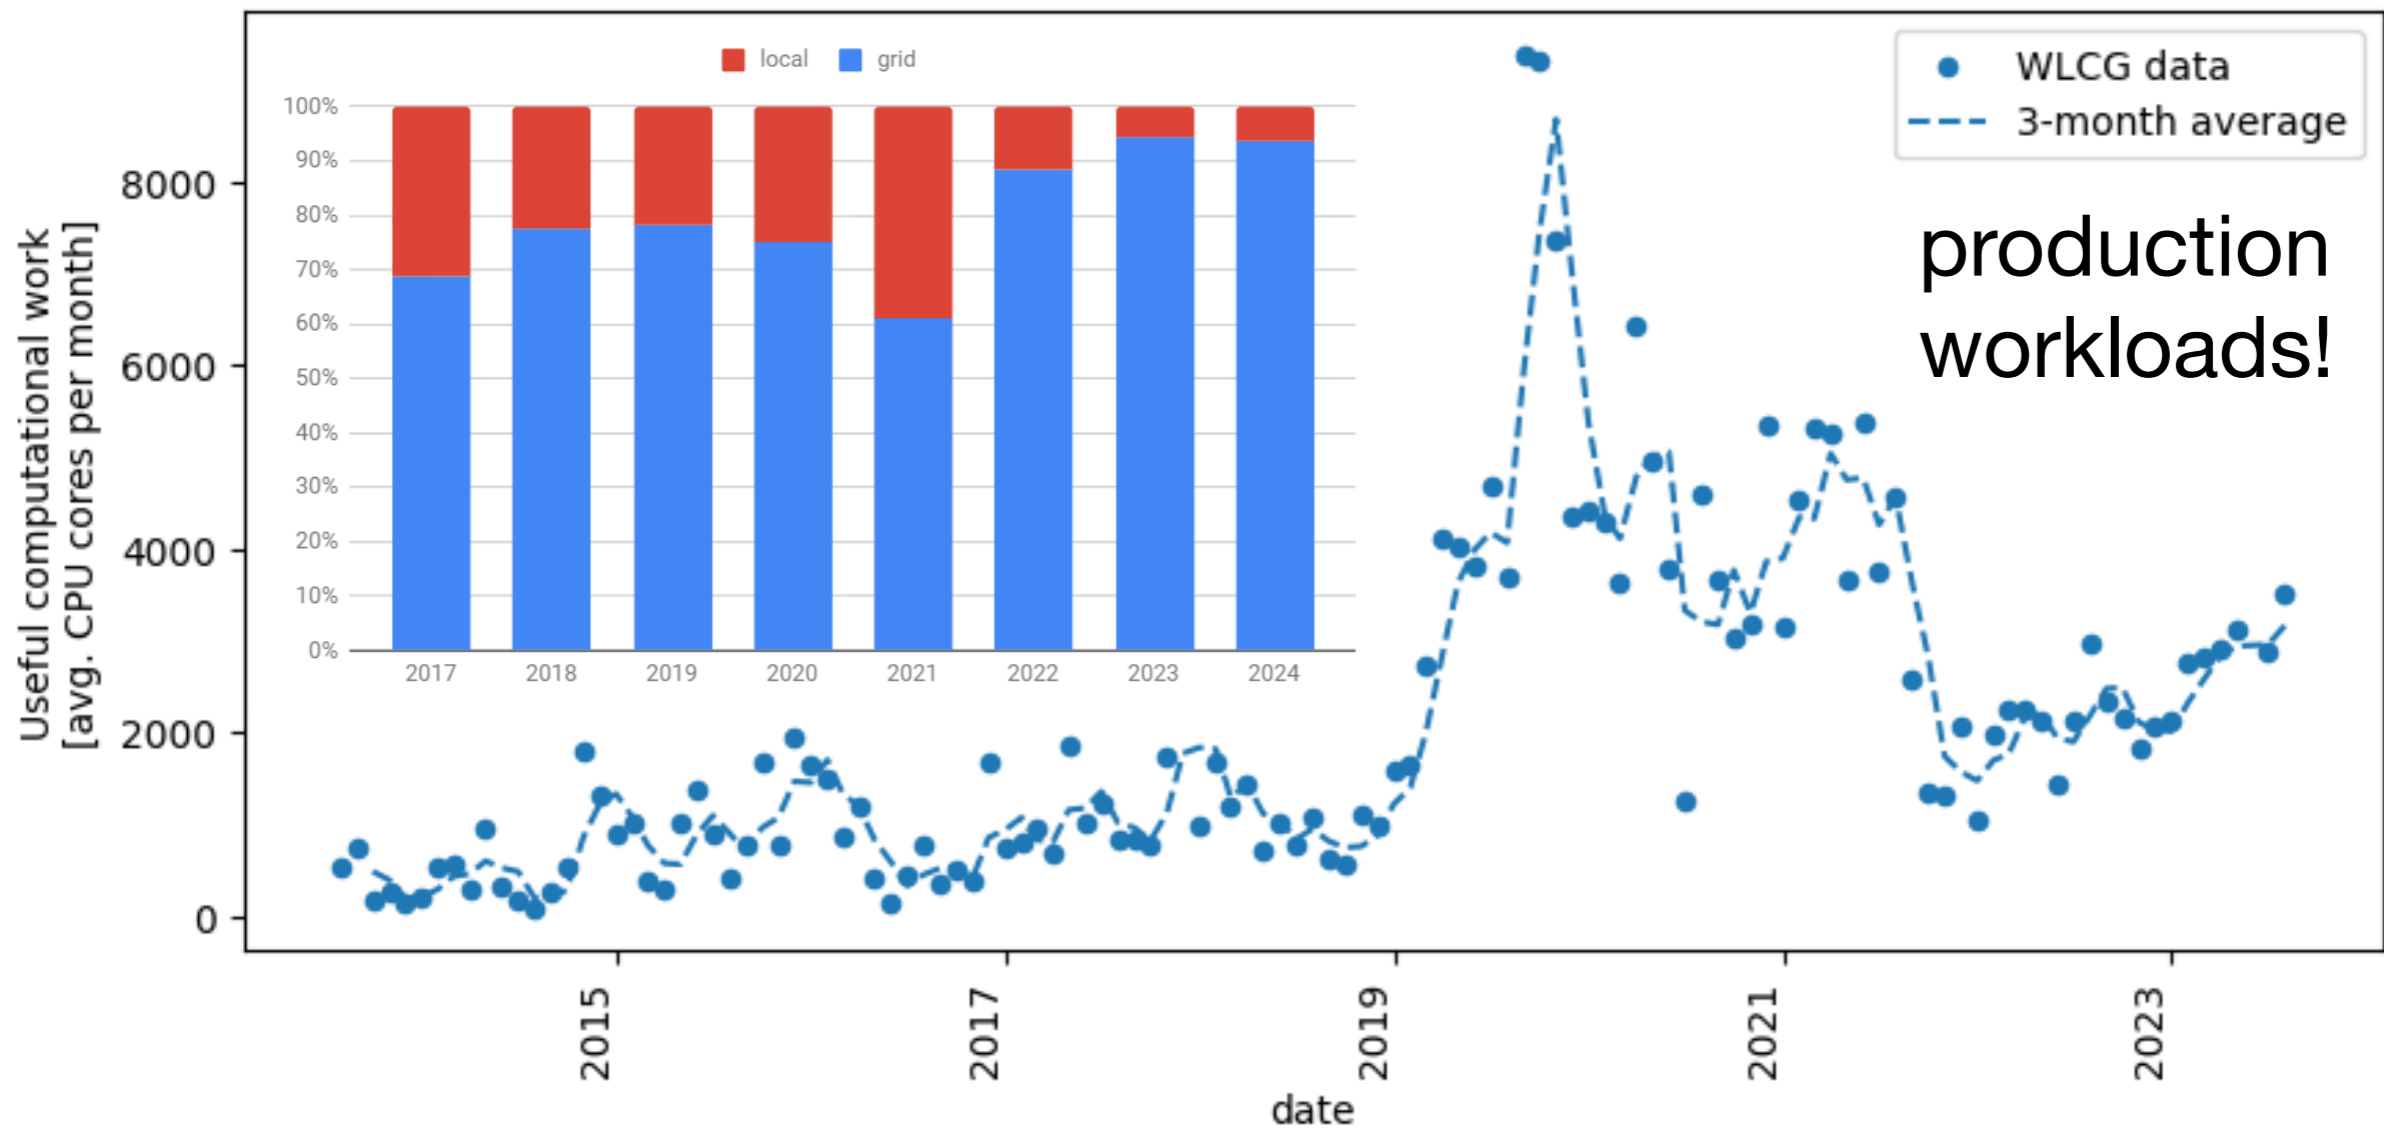 local grid
100%
90%
80%
70%
60%
50%
40%
30%
20%
10%
0%
2017 2018 2019 2020 2021 2022 2023 2024
WLCG data
3-month average
production
workloads!
Useful computational work
[avg. CPU cores per month]
8000
6000
4000
2000
0
2015 2017 2019 2021 2023
date